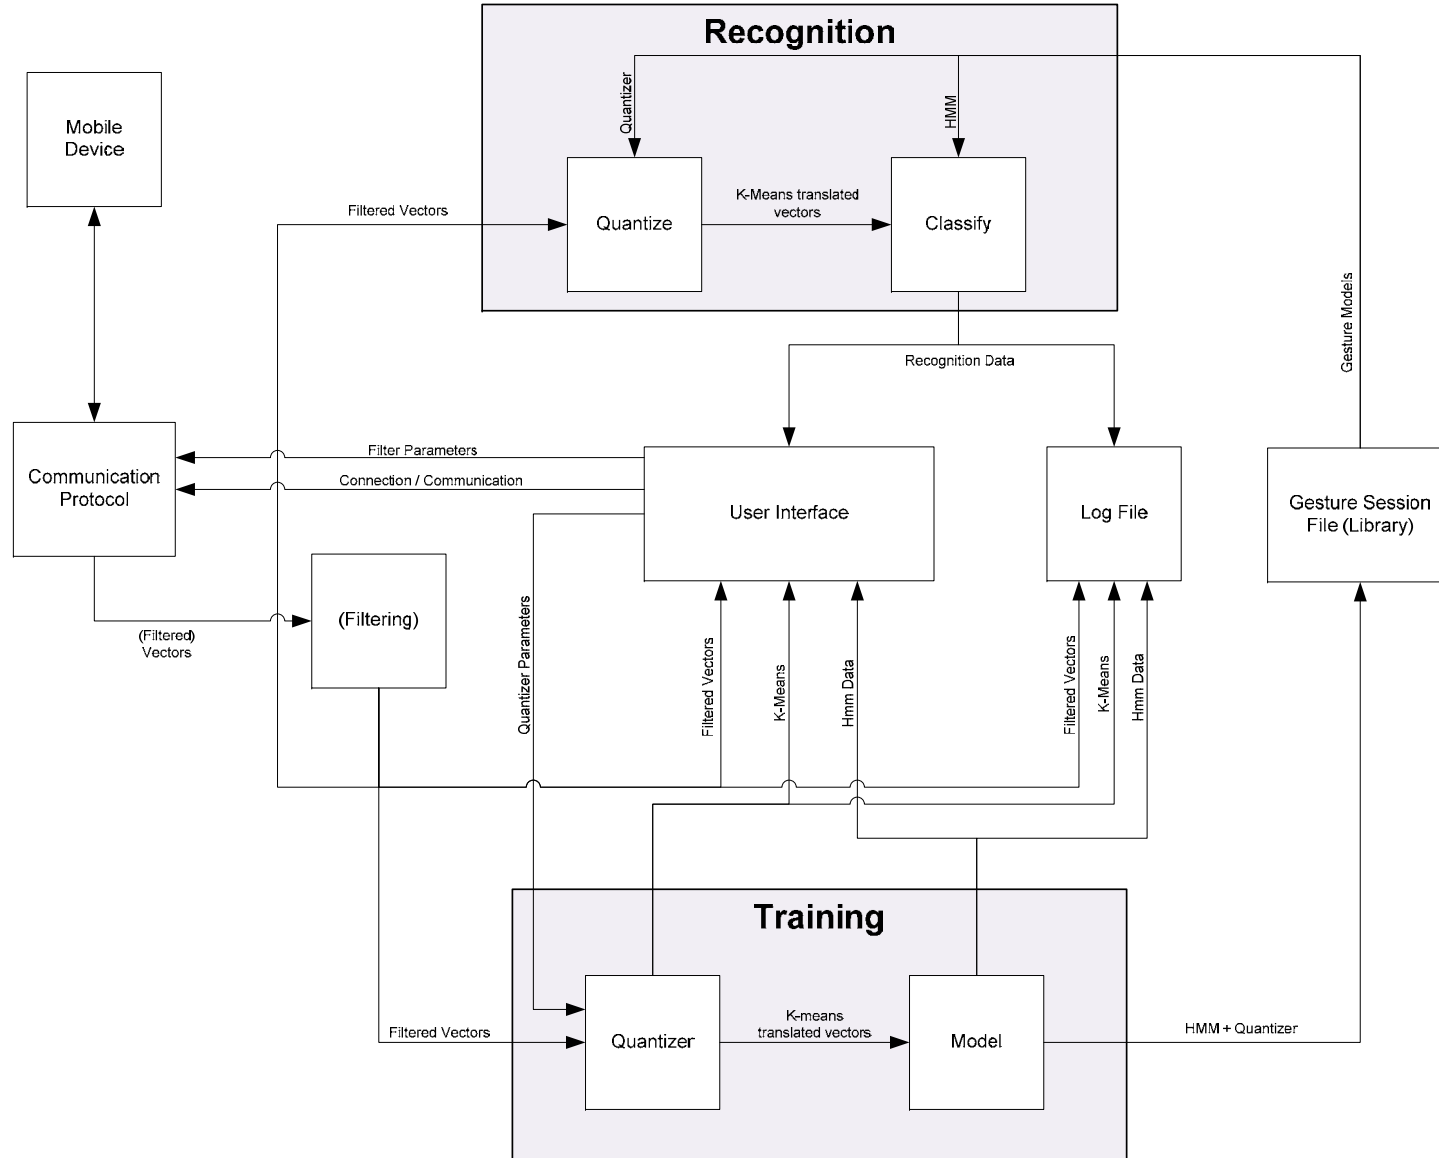 Recognition
Mobile
Device
Quantizer
HMM
Filtered Vectors
Quantize
K-Means translated
vectors
Classify
Gesture Models
Recognition Data
Communication
Protocol
Filter Parameters
Connection / Communication
User Interface
Log File
Gesture Session
File (Library)
(Filtered)
Vectors
(Filtering)
Quantizer Parameters
Filtered Vectors
K-Means
Hmm Data
Filtered Vectors
K-Means
Hmm Data
Training
Filtered Vectors
Quantizer
K-means
translated vectors
Model
HMM + Quantizer